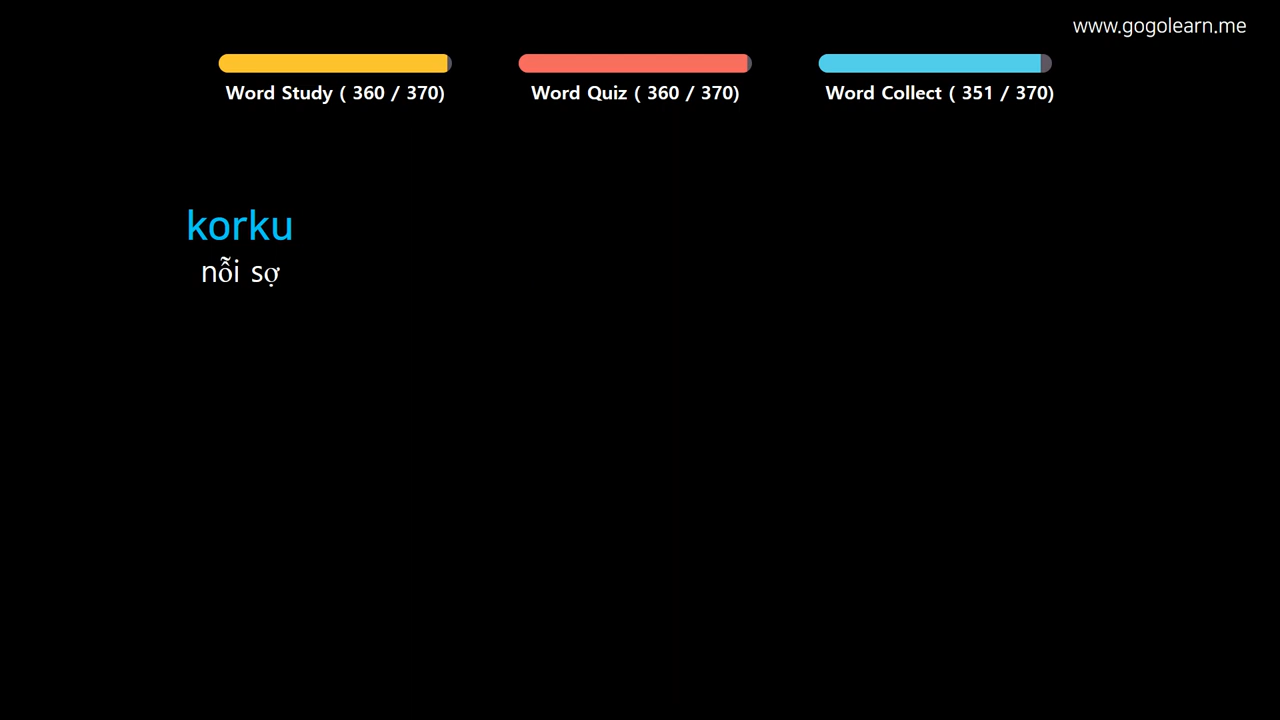 www.gogolearn.me
Word Study ( 360 / 370)
Word Quiz ( 360 / 370)
Word Collect ( 351 / 370)
korku
nỗi sợ